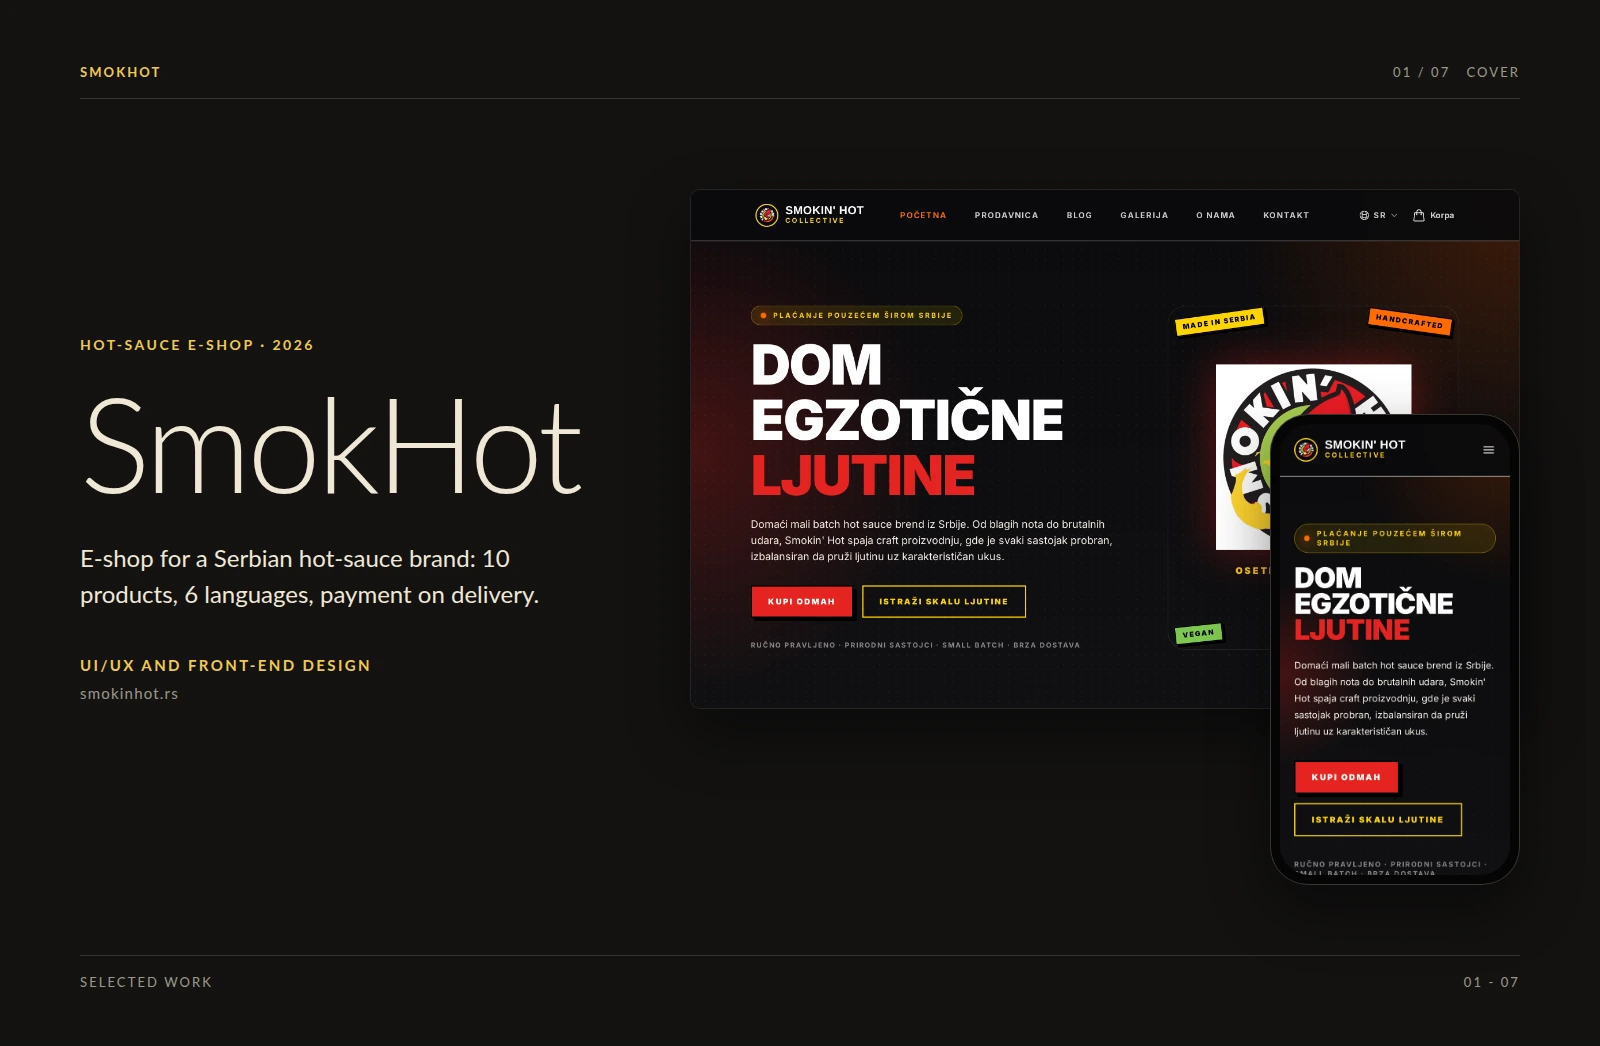 SMOKHOT
01 / 07 COVER
HOT-SAUCE E-SHOP · 2026
SmokHot
E-shop for a Serbian hot-sauce brand: 10
products, 6 languages, payment on delivery.
UI/UX AND FRONT-END DESIGN
smokinhot.rs
SMOKIN' HOT
COLLECTIVE
POČETNA
PRODAVNICA
BLOG
GALERIJA
O NAMA
KONTAKT
SR
Korpa
PLAĆANJE POUZEĆEM ŠIROM SRBIJE
DOM
EGZOTIČNE
LJUTINE
Domaći mali batch hot sauce brend iz Srbije. Od blagih nota do brutalnih
udara, Smokin' Hot spaja craft proizvodnju, gde je svaki sastojak probran,
izbalansiran da pruži ljutinu uz karakterističan ukus.
KUPI ODMAH
ISTRAŽI SKALU LJUTINE
RUČNO PRAVLJENO · PRIRODNI SASTOJCI · SMALL BATCH · BRZA DOSTAVA
MADE IN SERBIA
HANDCRAFTED
SMOKIN' H
OSET
VEGAN
SMOKIN' HOT
COLLECTIVE
PLAĆANJE POUZEĆEM ŠIROM
SRBIJE
DOM
EGZOTIČNE
LJUTINE
Domaći mali batch hot sauce brend iz Srbije.
Od blagih nota do brutalnih udara, Smokin'
Hot spaja craft proizvodnju, gde je svaki
sastojak probran, izbalansiran da pruži
ljutinu uz karakterističan ukus.
KUPI ODMAH
ISTRAŽI SKALU LJUTINE
RUČNO PRAVLJENO · PRIRODNI SASTOJCI ·
SMALL BATCH · BRZA DOSTAVA
SELECTED WORK
01 - 07